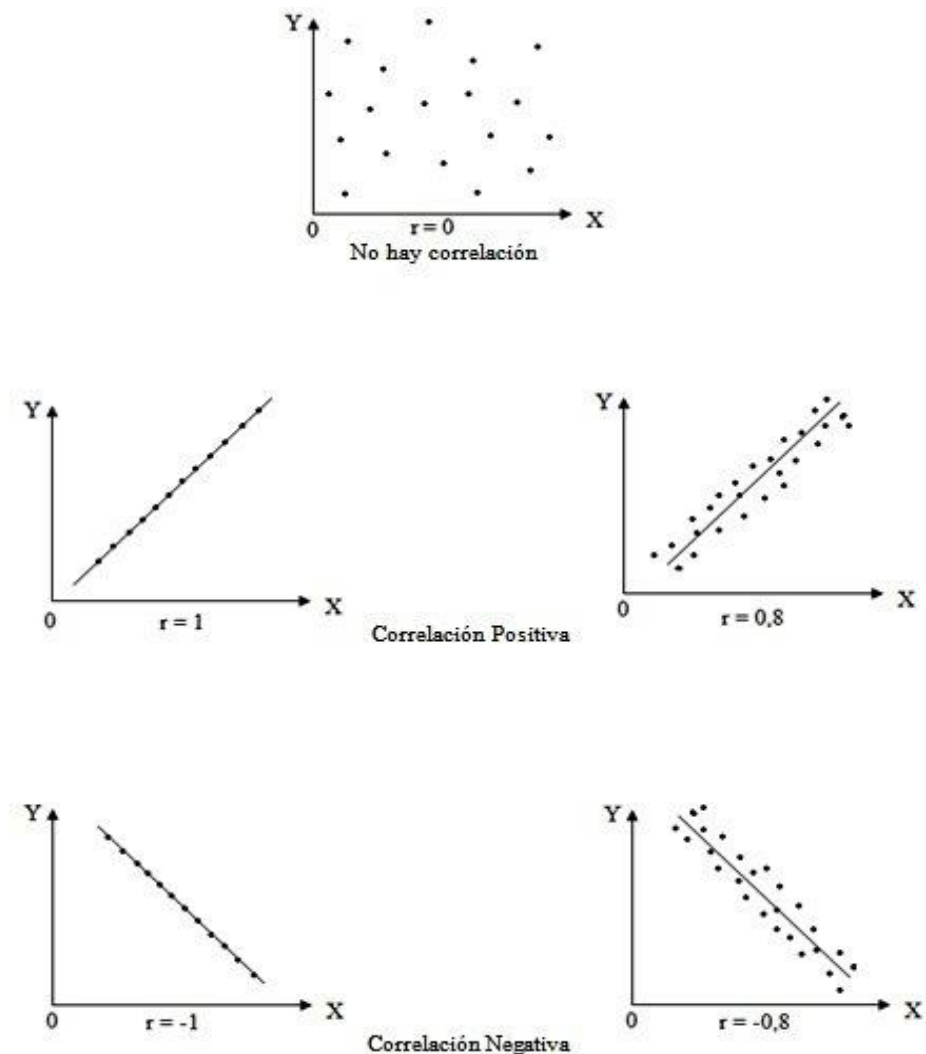 Y
0
r = 0
X
No hay correlación
Y
0
r = 1
X
Y
0
r = 0,8
X
Correlación Positiva
Y
0
r = -1
X
Y
0
r = -0,8
X
Correlación Negativa